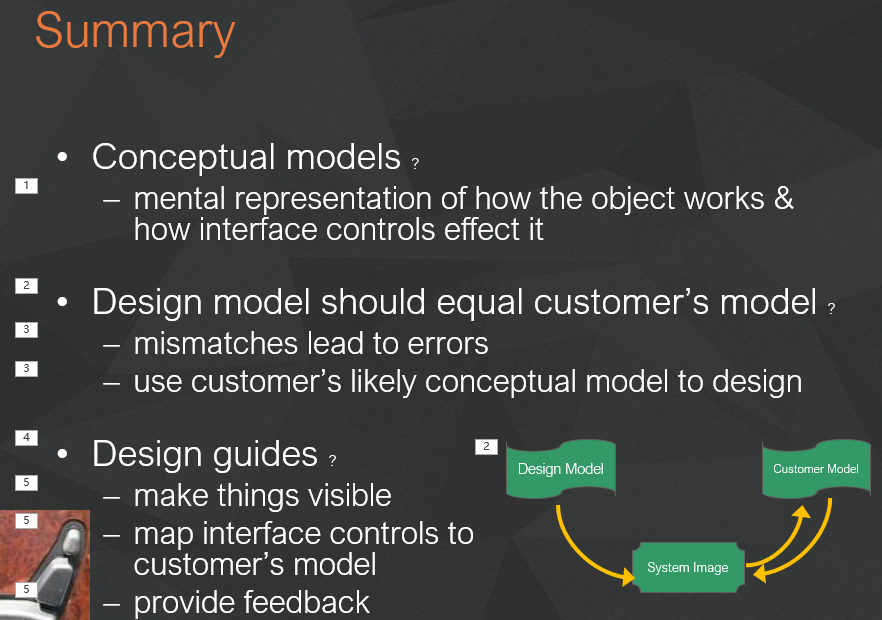 Summary
• Conceptual models ?
1
– mental representation of how the object works &
how interface controls effect it
2
• Design model should equal customer’s model ?
3
– mismatches lead to errors
3
– use customer’s likely conceptual model to design
4
• Design guides ?
5
– make things visible
5
– map interface controls to
customer’s model
5
– provide feedback
2
Design Model
Customer Model
System Image